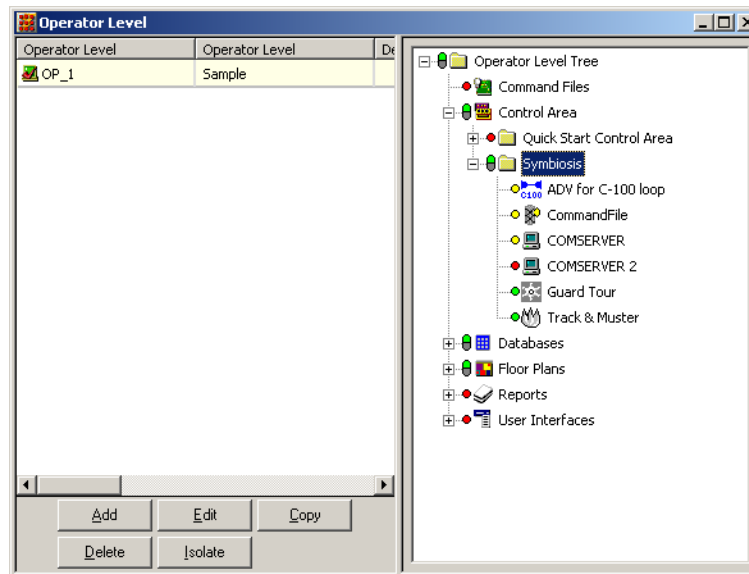 Operator Level
Operator Level Operator Level De
OP_1 Sample
Operator Level Tree
Command Files
Control Area
Quick Start Control Area
Symbiosis
C100 ADV for C-100 loop
CommandFile
COMSERVER
COMSERVER 2
Guard Tour
Track & Muster
Databases
Floor Plans
Reports
User Interfaces
Add Edit Copy
Delete Isolate